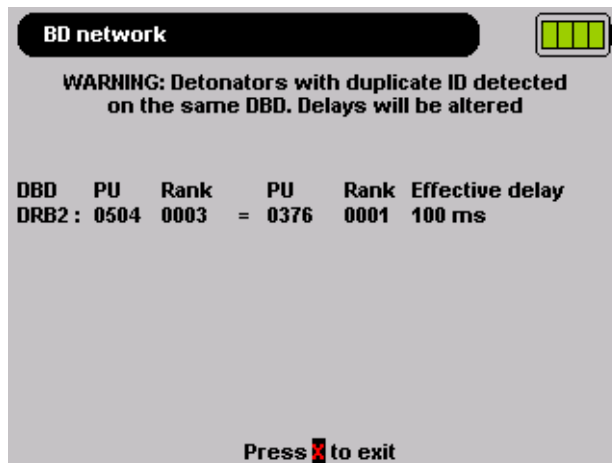 BD network
WARNING: Detonators with duplicate ID detected
on the same DBD. Delays will be altered
DBD PU Rank PU Rank Effective delay
DRB2 : 0504 0003 = 0376 0001 100 ms
Press X to exit